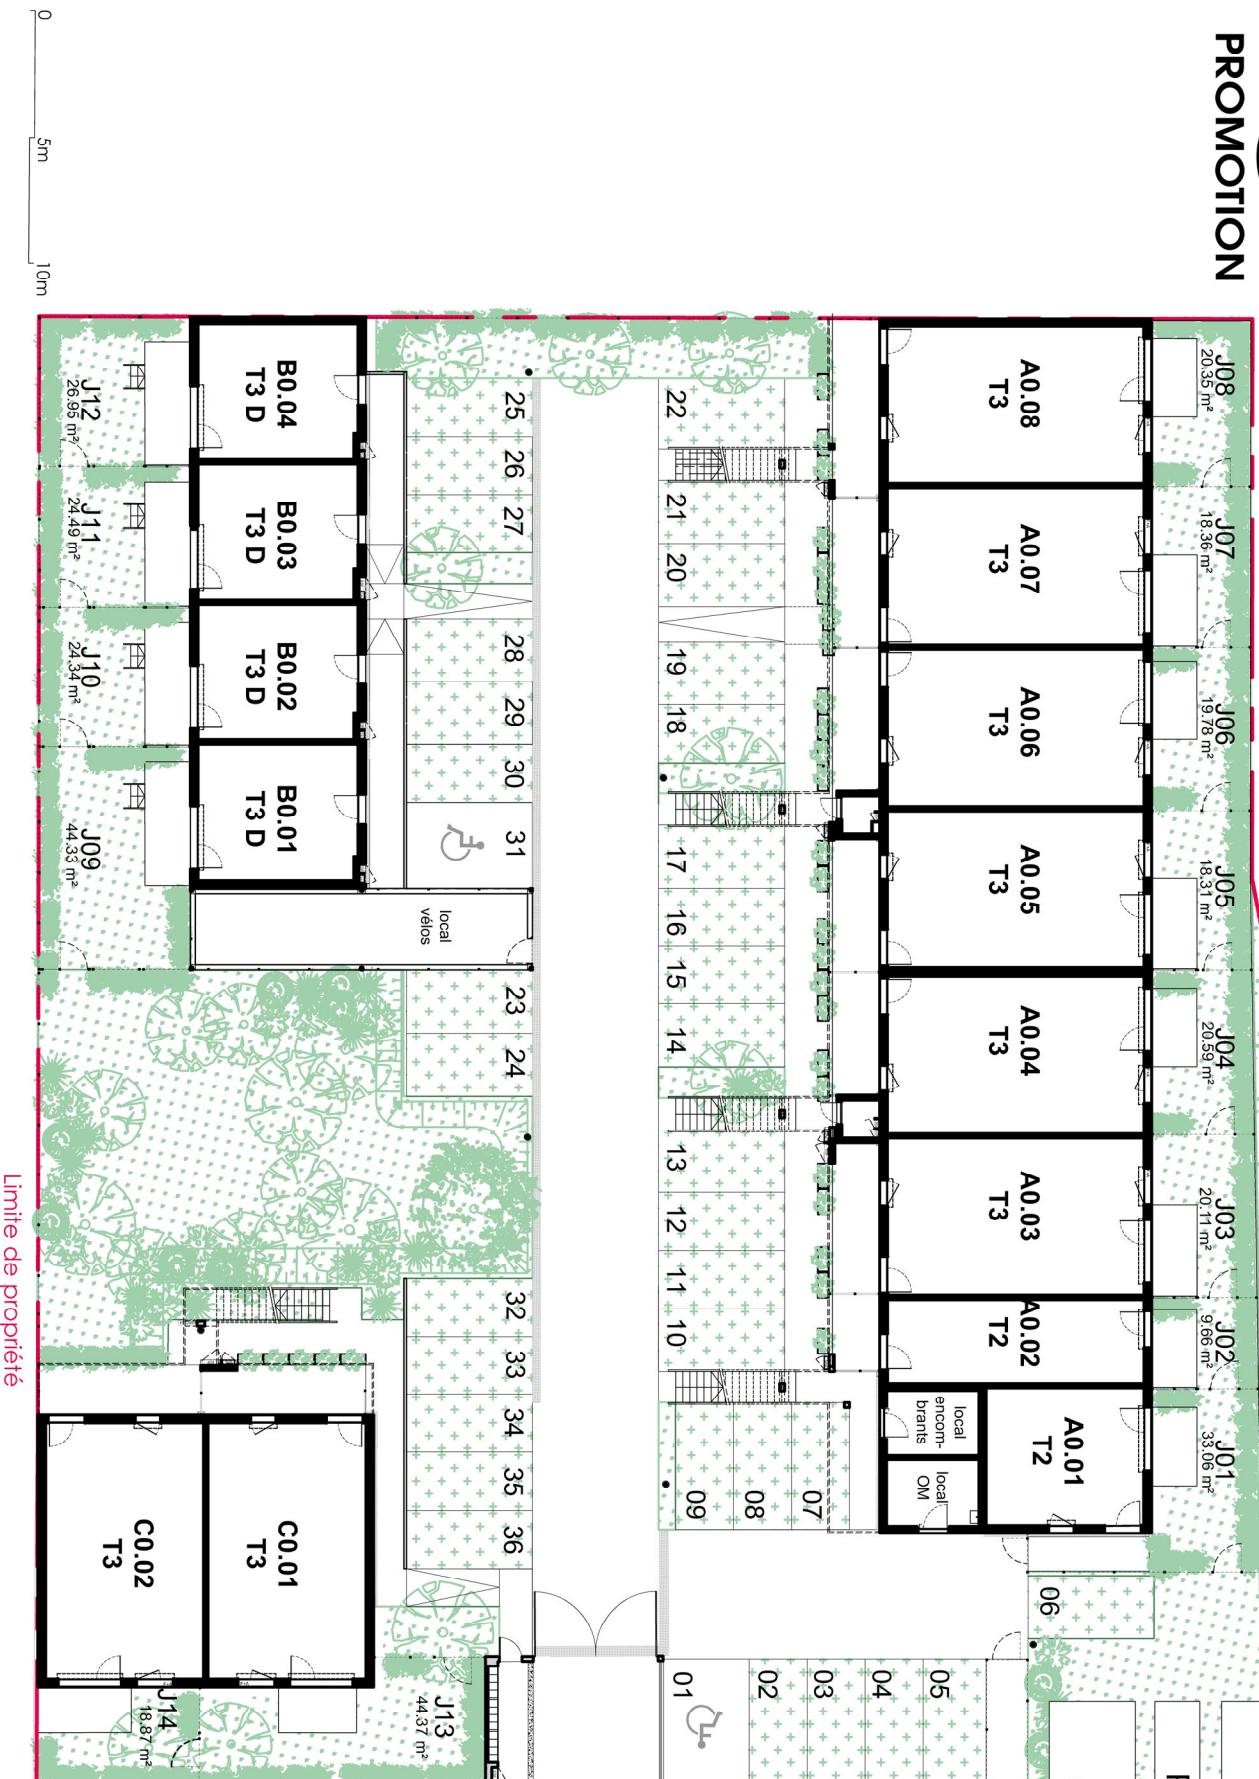 PROMOTION
0
5m
10m
J08
20.35 m²
J07
18.36 m²
J06
19.78 m²
J05
18.31 m²
J04
20.59 m²
J03
20.11 m²
J02
9.66 m²
J01
33.06 m²
A0.08
T3
A0.07
T3
A0.06
T3
A0.05
T3
A0.04
T3
A0.03
T3
A0.02
T2
A0.01
T2
local
encom-
brants
local
OM
22
21
20
19
18
17
16
15
14
13
12
11
10
09
08
07
06
05
04
03
02
01
25
26
27
28
29
30
31
23
24
32
33
34
35
36
local
vélos
B0.04
T3 D
B0.03
T3 D
B0.02
T3 D
B0.01
T3 D
J12
26.95 m²
J11
24.49 m²
J10
24.34 m²
J09
44.33 m²
C0.01
T3
C0.02
T3
J13
44.37 m²
J14
18.87 m²
Limite de propriété